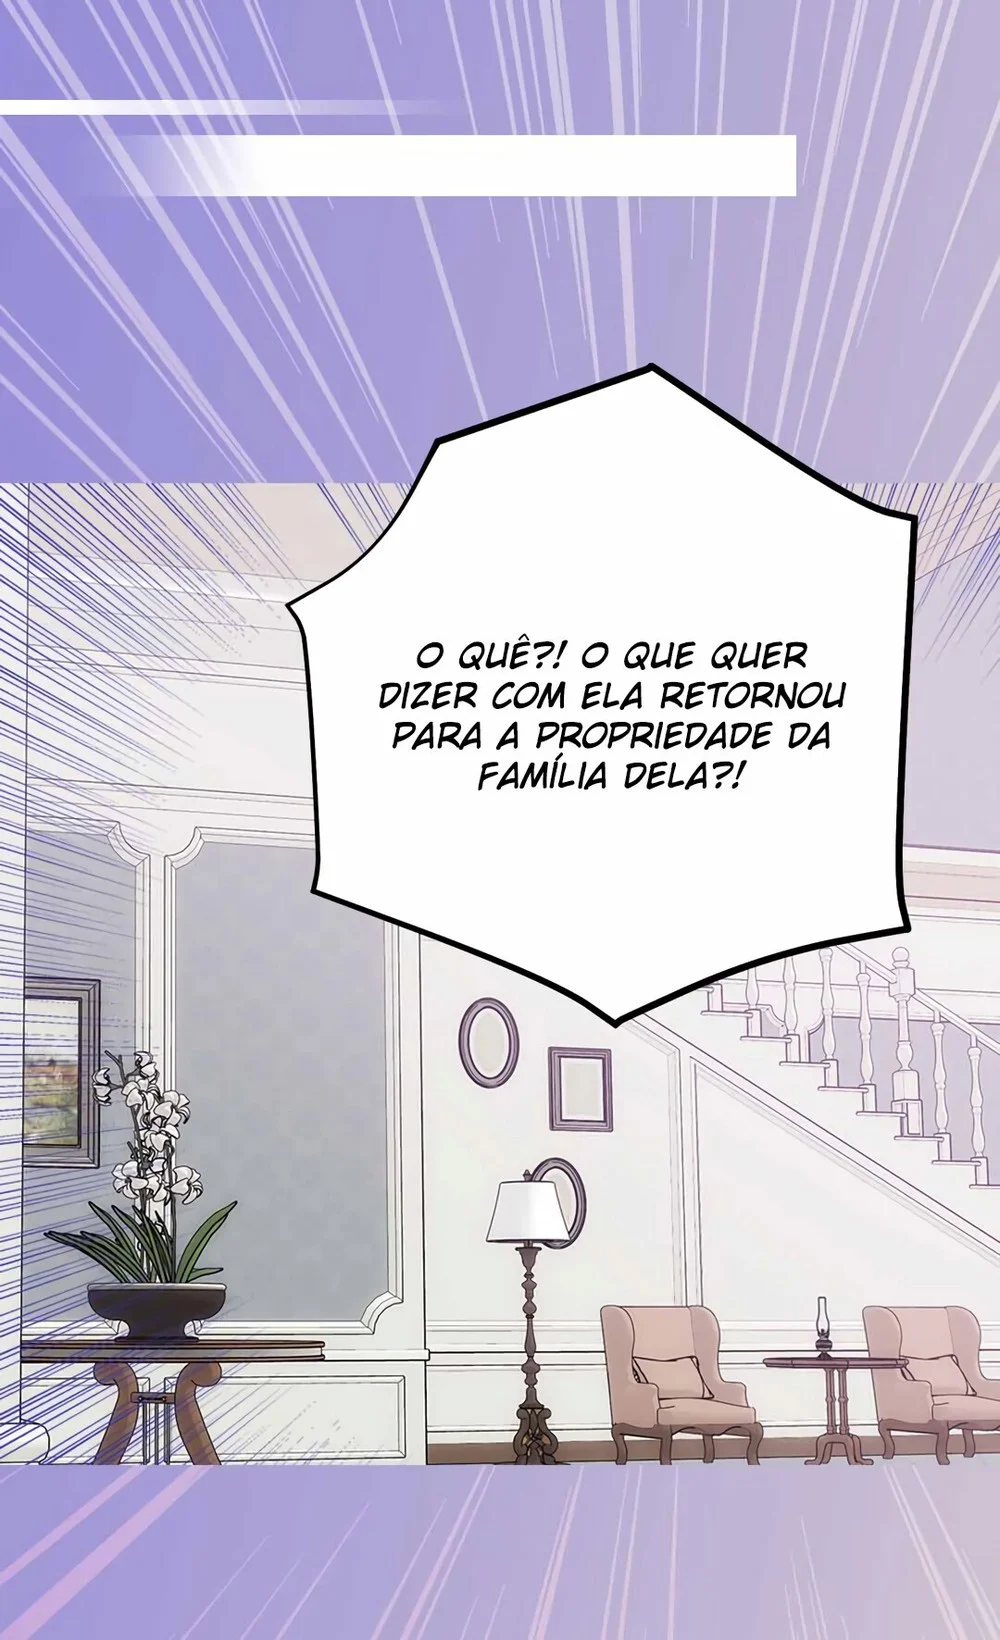 O QUÊ?! O QUE QUER
DIZER COM ELA RETORNOU
PARA A PROPRIEDADE DA
FAMÍLIA DELA?!